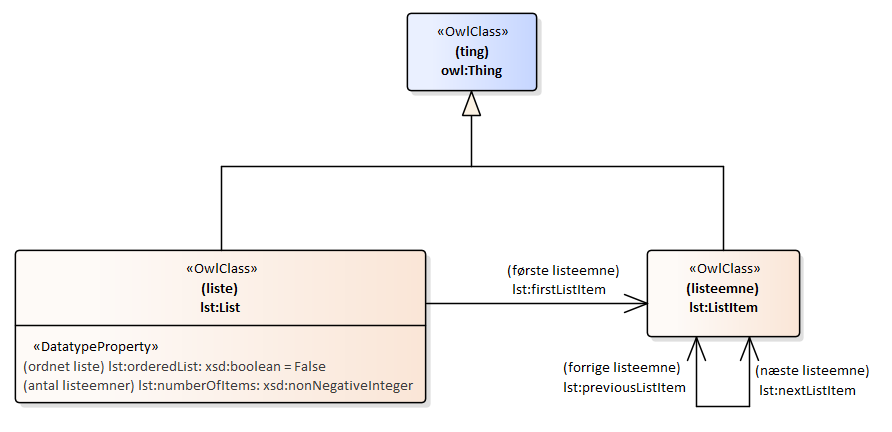 «OwlClass»
(ting)
owl:Thing
«OwlClass»
(liste)
lst:List
«DatatypeProperty»
(ordnet liste) lst:orderedList: xsd:boolean = False
(antal listeemner) lst:numberOfItems: xsd:nonNegativeInteger
(første listeemne)
lst:firstListItem
«OwlClass»
(listeemne)
lst:ListItem
(forrige listeemne)
lst:previousListItem
(næste listeemne)
lst:nextListItem